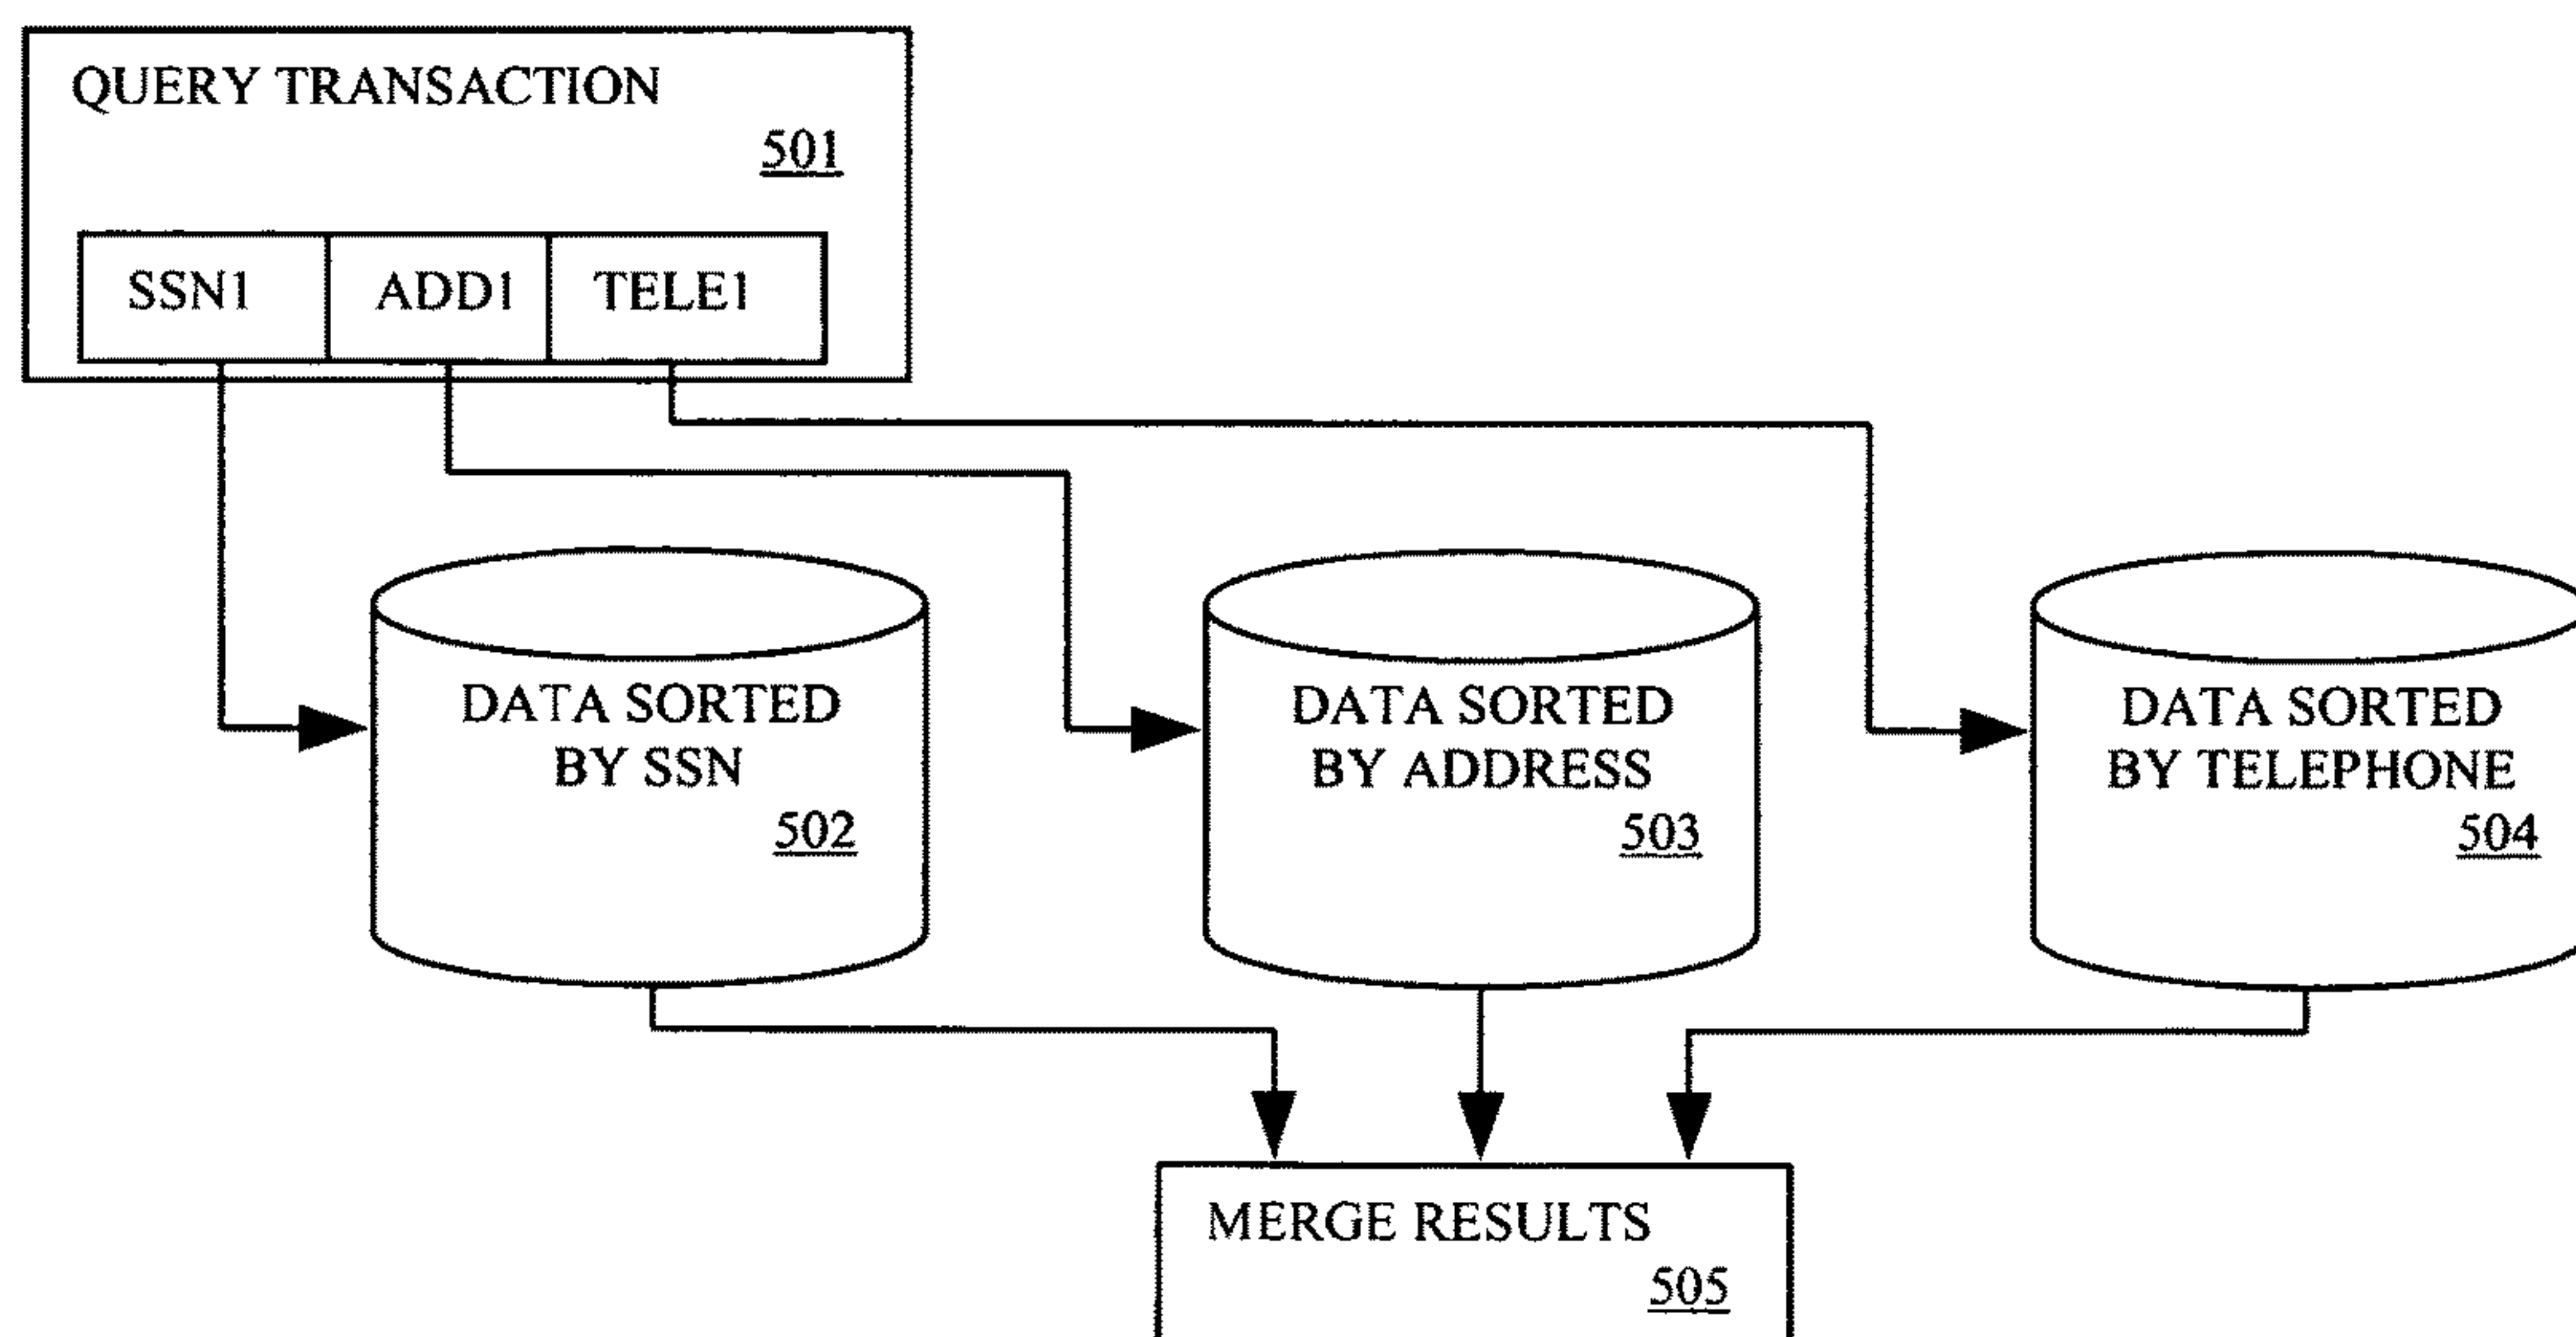 QUERY TRANSACTION
501
SSN1 ADD1 TELE1
DATA SORTED
BY SSN
502
DATA SORTED
BY ADDRESS
503
DATA SORTED
BY TELEPHONE
504
MERGE RESULTS
505